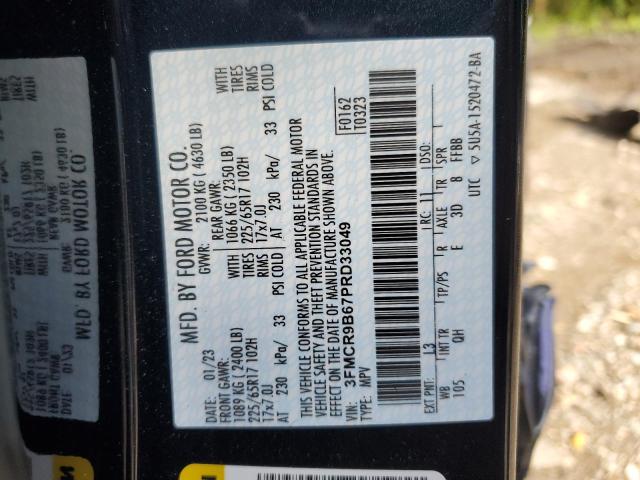 MFD. BY FORD MOTOR CO.
DATE: 01/23 GVWR: 2100 KG ( 4630 LB)
FRONT GAWR: REAR GAWR:
1089 KG ( 2400 LB) 1066 KG ( 2350 LB) WITH
225/65R17 102H 225/65R17 102H TIRES
17x7.0J 17x7.0J RIMS
AT 230 kPa/ 33 PSI COLD AT 230 kPa/ 33 PSI COLD
WITH
TIRES
RIMS
THIS VEHICLE CONFORMS TO ALL APPLICABLE FEDERAL MOTOR
VEHICLE SAFETY AND THEFT PREVENTION STANDARDS IN
EFFECT ON THE DATE OF MANUFACTURE SHOWN ABOVE.
VIN: 3FMCR9B67PRD33049
TYPE: MPV
F0162
T0323
EXT PNT: L3 RC: 11 DSO:
WB INT TR TP/PS R AXLE TR SPR
105 QH E 3D 8 FFBB
UTC ▽ 5U5A-1520472-BA